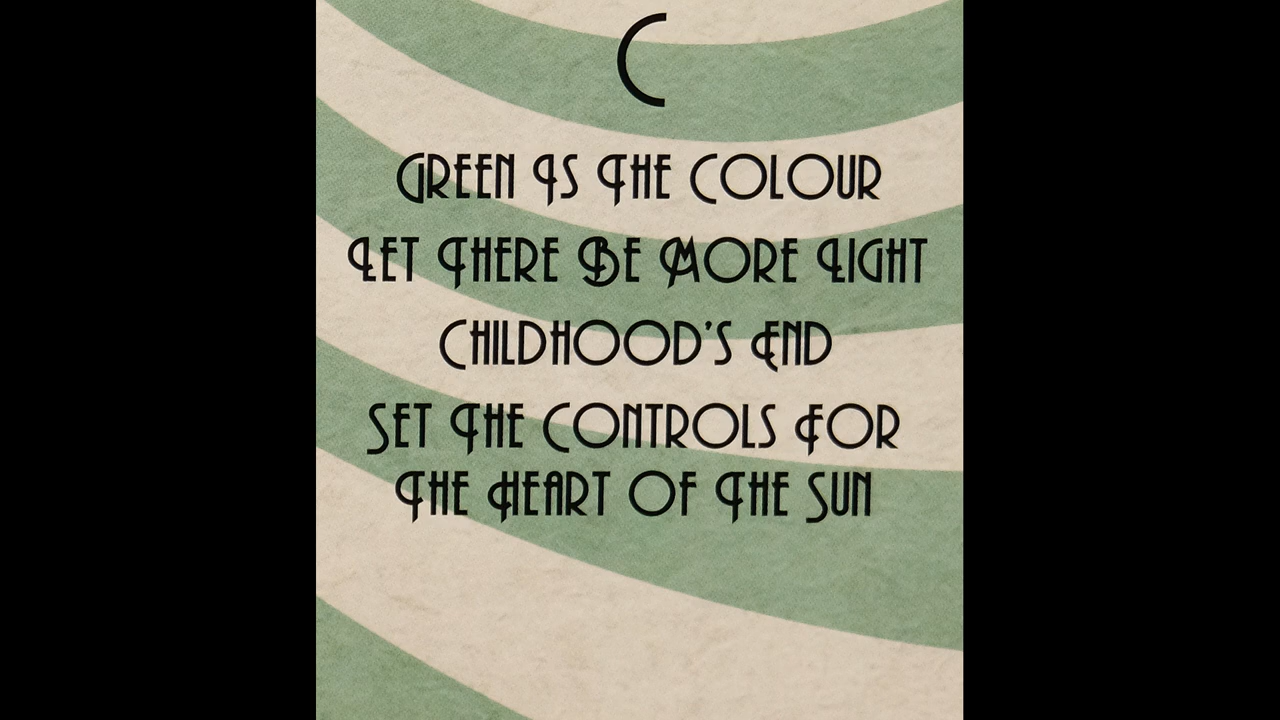 C
Green Is The Colour
Let There Be More Light
Childhood's End
Set The Controls For
The Heart Of The Sun